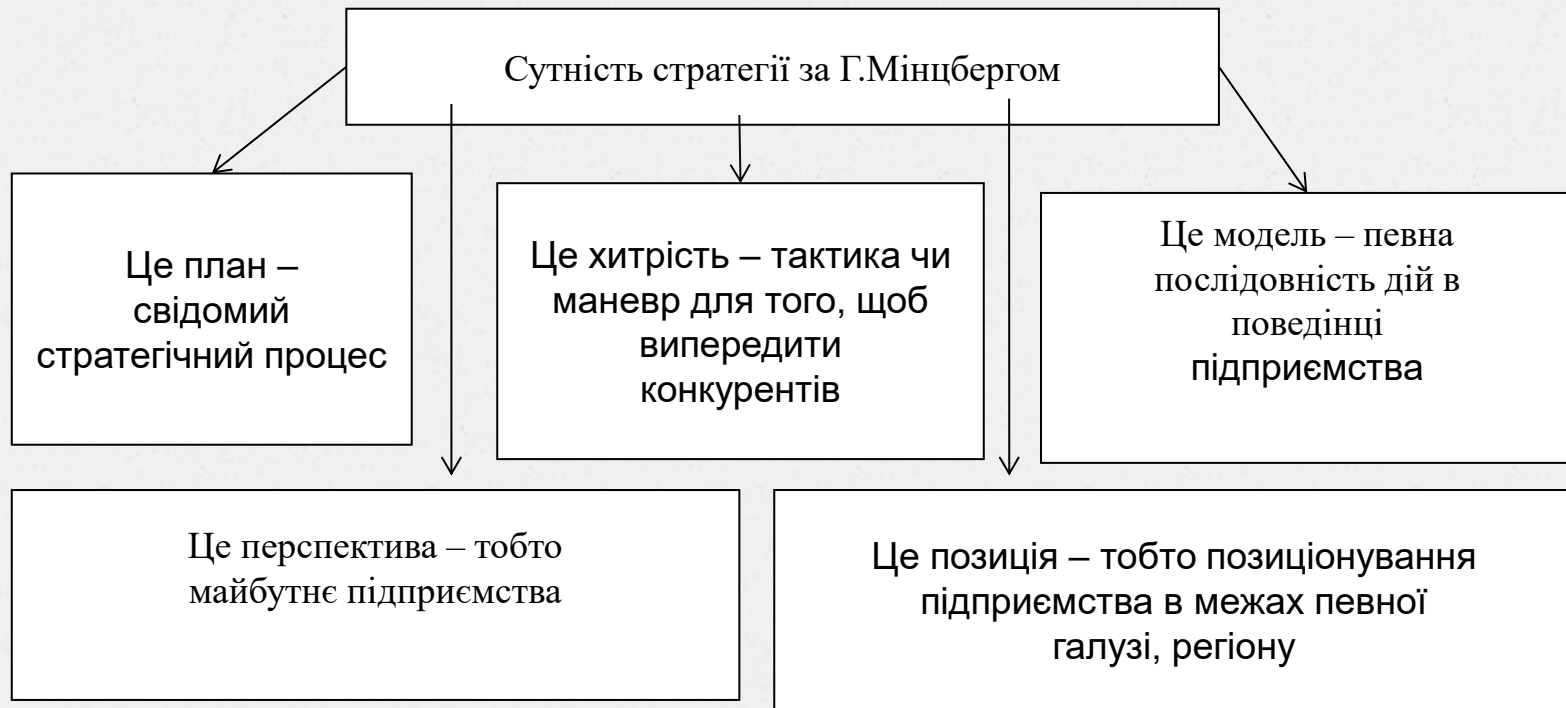 Сутність стратегії за Г.Мінцбергом
Це план –
свідомий
стратегічний процес
Це хитрість – тактика чи
маневр для того, щоб
випередити
конкурентів
Це модель – певна
послідовність дій в
поведінці
підприємства
Це перспектива – тобто
майбутнє підприємства
Це позиція – тобто позиціонування
підприємства в межах певної
галузі, регіону